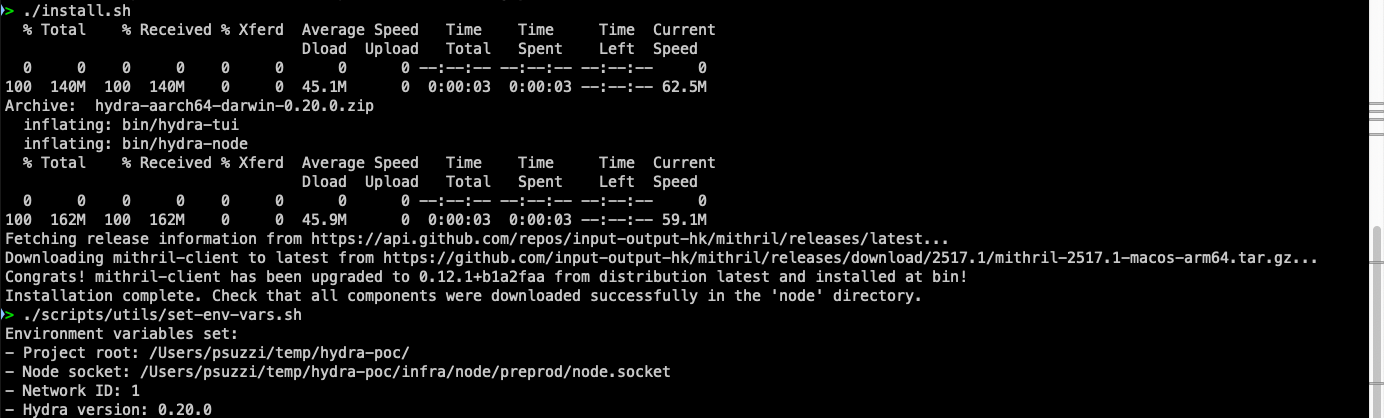 > ./install.sh
  % Total    % Received % Xferd  Average Speed   Time    Time     Time  Current
                                 Dload  Upload   Total   Spent    Left  Speed
  0     0    0     0    0     0      0      0 --:--:-- --:--:-- --:--:--     0
100  140M  100  140M    0     0  45.1M      0  0:00:03  0:00:03 --:--:-- 62.5M
Archive:  hydra-aarch64-darwin-0.20.0.zip
  inflating: bin/hydra-tui
  inflating: bin/hydra-node
  % Total    % Received % Xferd  Average Speed   Time    Time     Time  Current
                                 Dload  Upload   Total   Spent    Left  Speed
  0     0    0     0    0     0      0      0 --:--:-- --:--:-- --:--:--     0
100  162M  100  162M    0     0  45.9M      0  0:00:03  0:00:03 --:--:-- 59.1M
Fetching release information from https://api.github.com/repos/input-output-hk/mithril/releases/latest...
Downloading mithril-client to latest from https://github.com/input-output-hk/mithril/releases/download/2517.1/mithril-2517.1-macos-arm64.tar.gz...
Congrats! mithril-client has been upgraded to 0.12.1+b1a2faa from distribution latest and installed at bin!
Installation complete. Check that all components were downloaded successfully in the 'node' directory.
> ./scripts/utils/set-env-vars.sh
Environment variables set:
- Project root: /Users/psuzzi/temp/hydra-poc/
- Node socket: /Users/psuzzi/temp/hydra-poc/infra/node/preprod/node.socket
- Network ID: 1
- Hydra version: 0.20.0